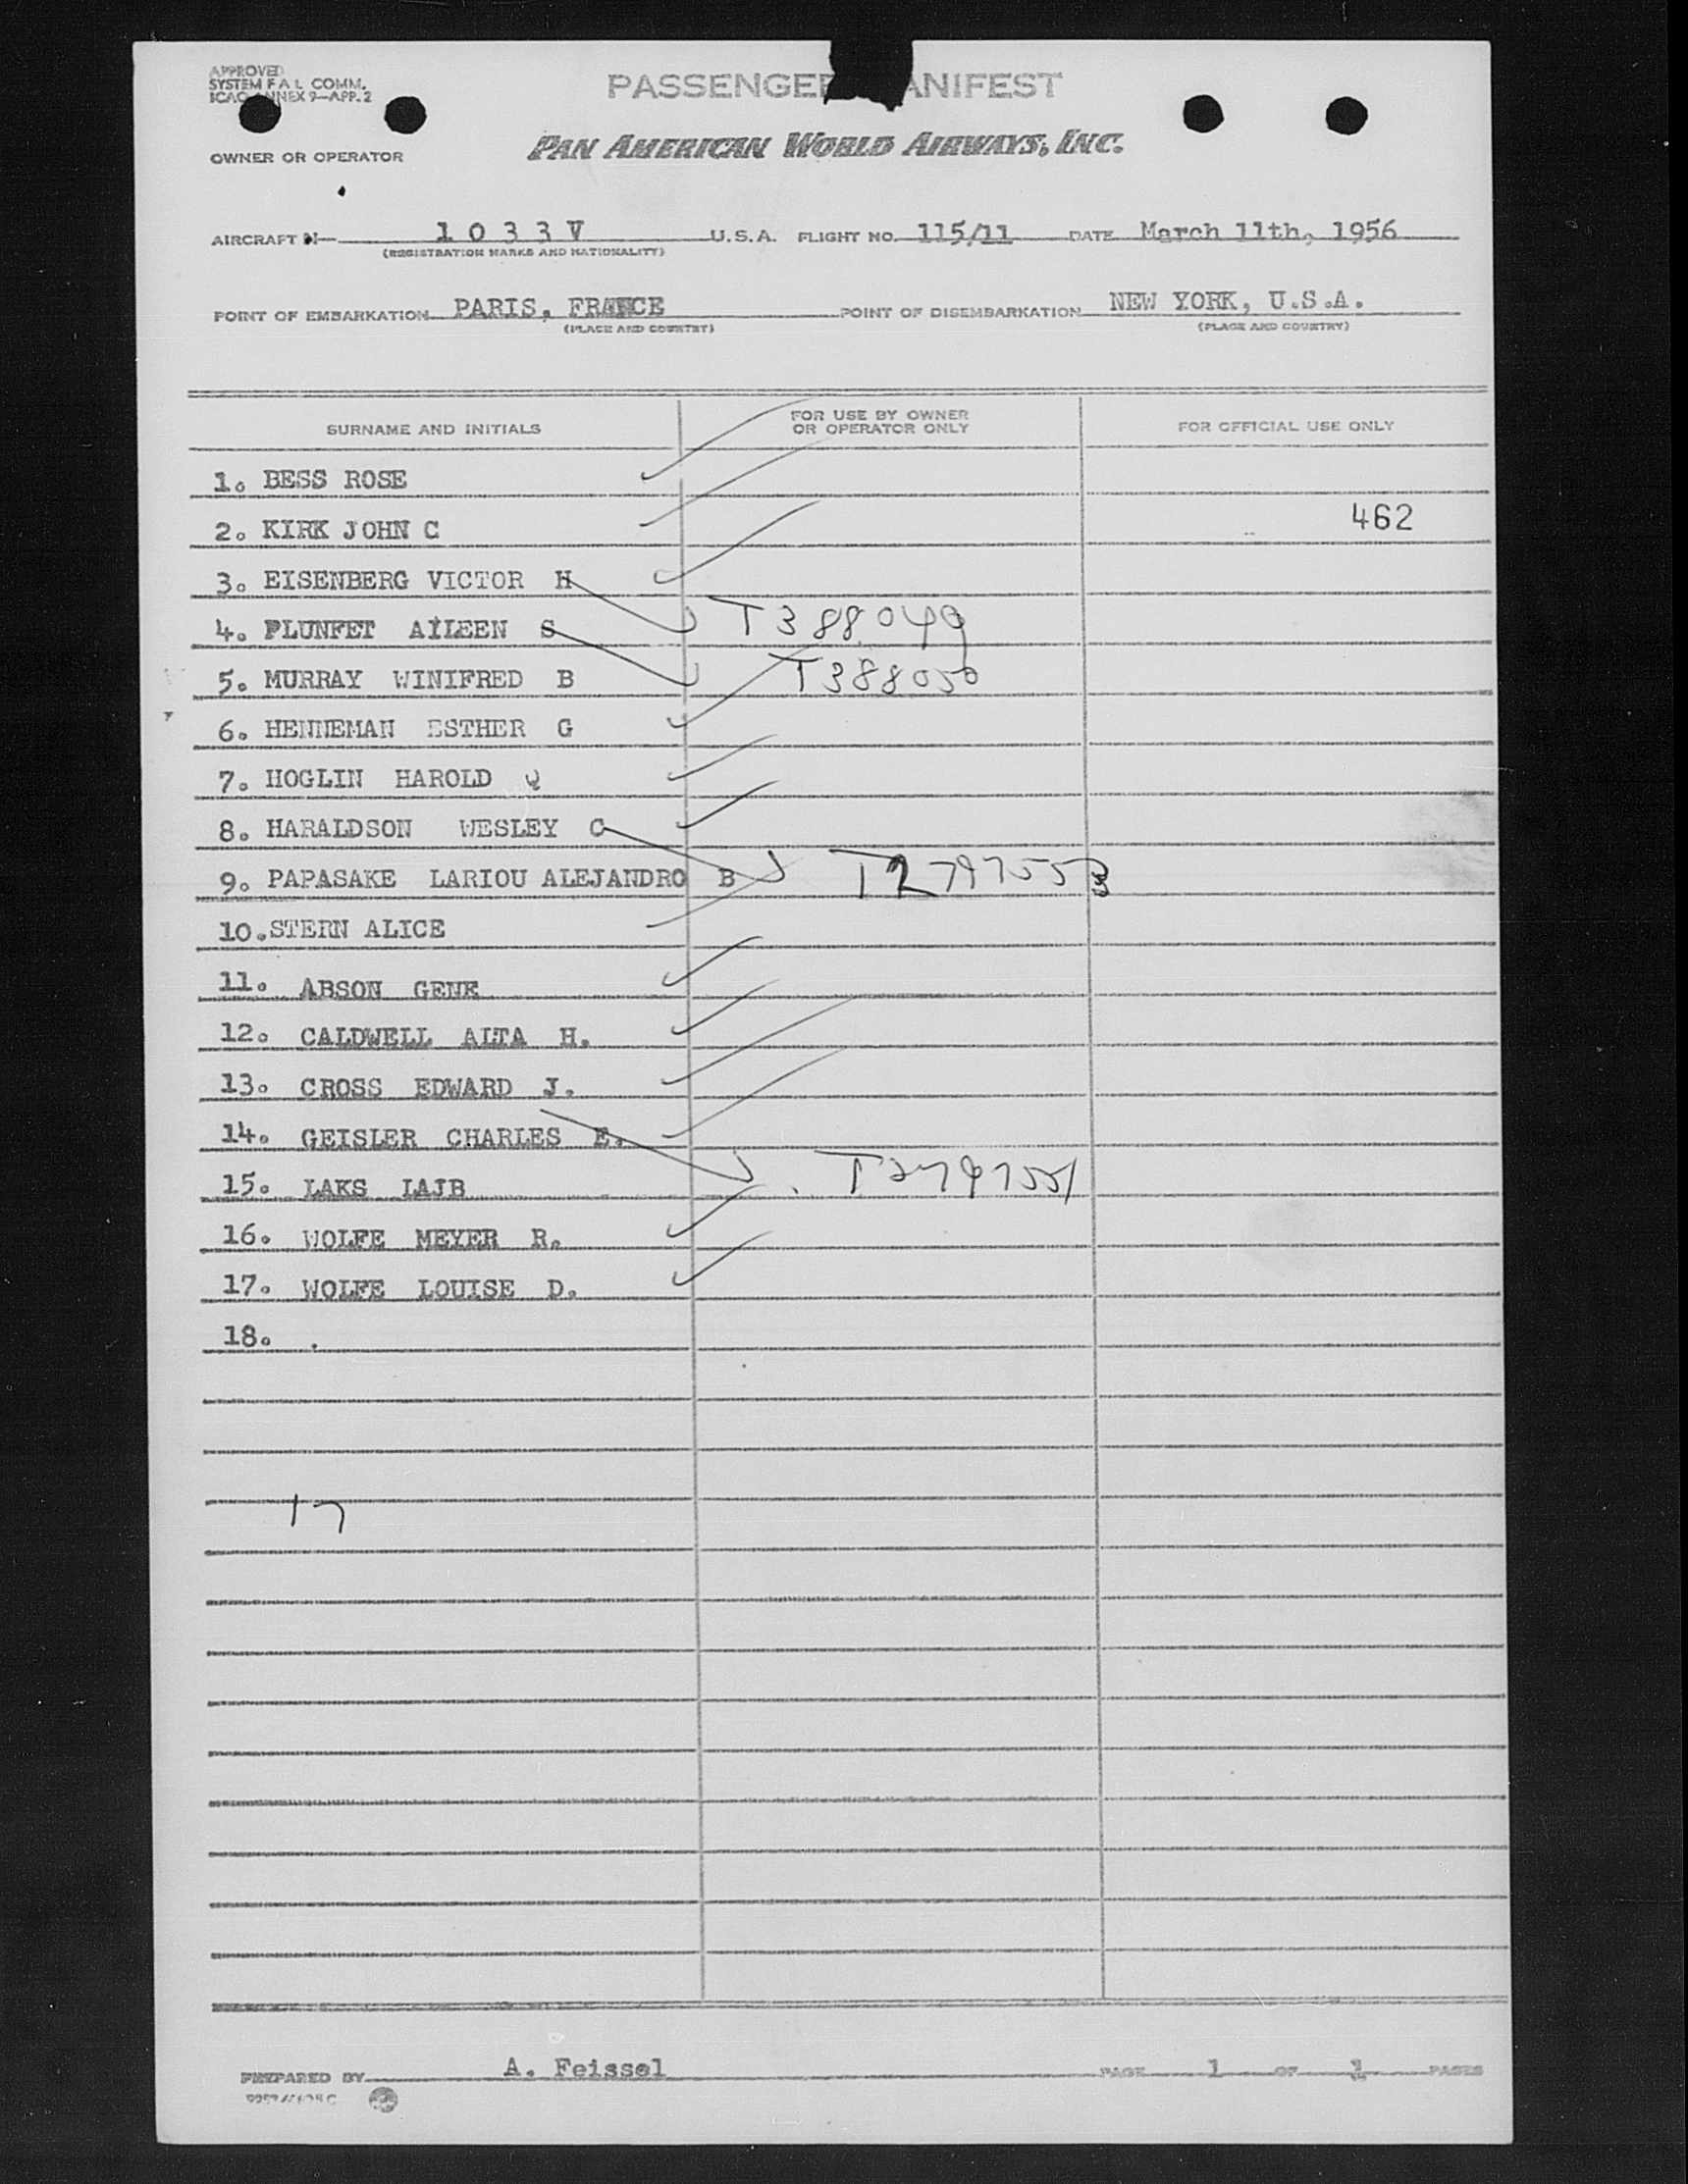 APPROVED
SYSTEM F A L COMM.
ICAO ANNEX 9—APP. 2
PASSENGER MANIFEST
OWNER OR OPERATOR
PAN AMERICAN WORLD AIRWAYS, INC.
AIRCRAFT N— 1 0 3 3 V U.S.A. FLIGHT NO. 115/11 DATE March 11th, 1956
(REGISTRATION MARKS AND NATIONALITY)
POINT OF EMBARKATION PARIS, FRANCE POINT OF DISEMBARKATION NEW YORK, U.S.A.
(PLACE AND COUNTRY) (PLACE AND COUNTRY)
SURNAME AND INITIALS FOR USE BY OWNER OR OPERATOR ONLY FOR OFFICIAL USE ONLY
1. BESS ROSE
2. KIRK JOHN C 462
3. EISENBERG VICTOR H
4. PLUNFET AILEEN S T388049
5. MURRAY WINIFRED B T388050
6. HENNEMAN ESTHER G
7. HOGLIN HAROLD Q
8. HARALDSON WESLEY C
9. PAPASAKE LARIOU ALEJANDRO B T2797553
10. STERN ALICE
11. ABSON GENE
12. CALDWELL ALTA H.
13. CROSS EDWARD J.
14. GEISLER CHARLES E.
15. LAKS LAJB T2797551
16. WOLFE MEYER R.
17. WOLFE LOUISE D.
18. .
17
PREPARED BY A. Feissel PAGE 1 OF 1 PAGES